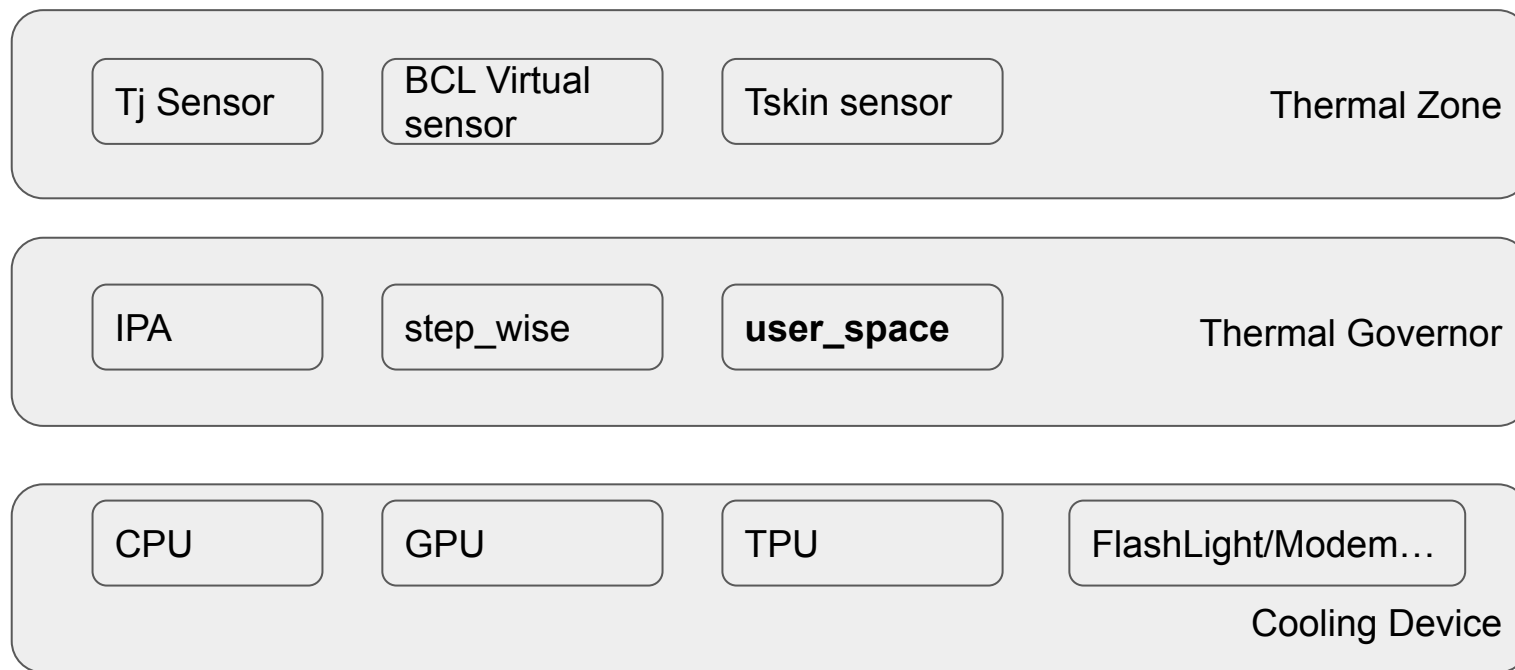 Tj Sensor
BCL Virtual
sensor
Tskin sensor
Thermal Zone
IPA
step_wise
user_space
Thermal Governor
CPU
GPU
TPU
FlashLight/Modem…
Cooling Device